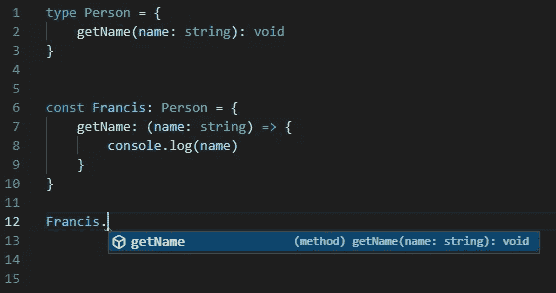 1 type Person = {
2     getName(name: string): void
3 }
4
5
6 const Francis: Person = {
7     getName: (name: string) => {
8         console.log(name)
9     }
10 }
11
12 Francis.
13 getName (method) getName(name: string): void
14
15